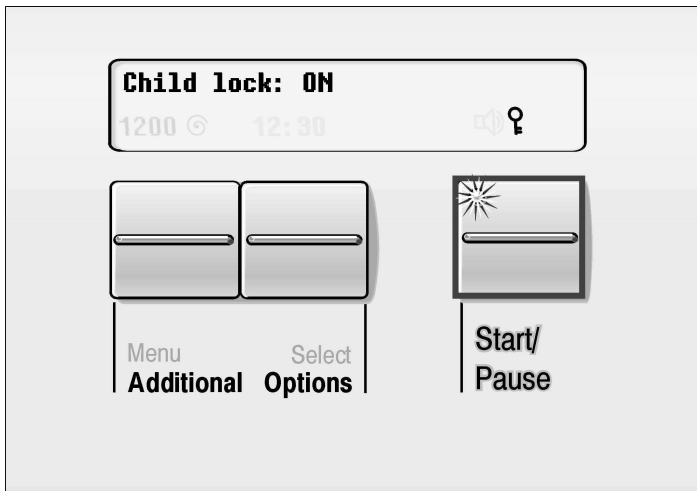 Child lock: ON
1200 12:30
Menu Select
Additional Options
Start/
Pause